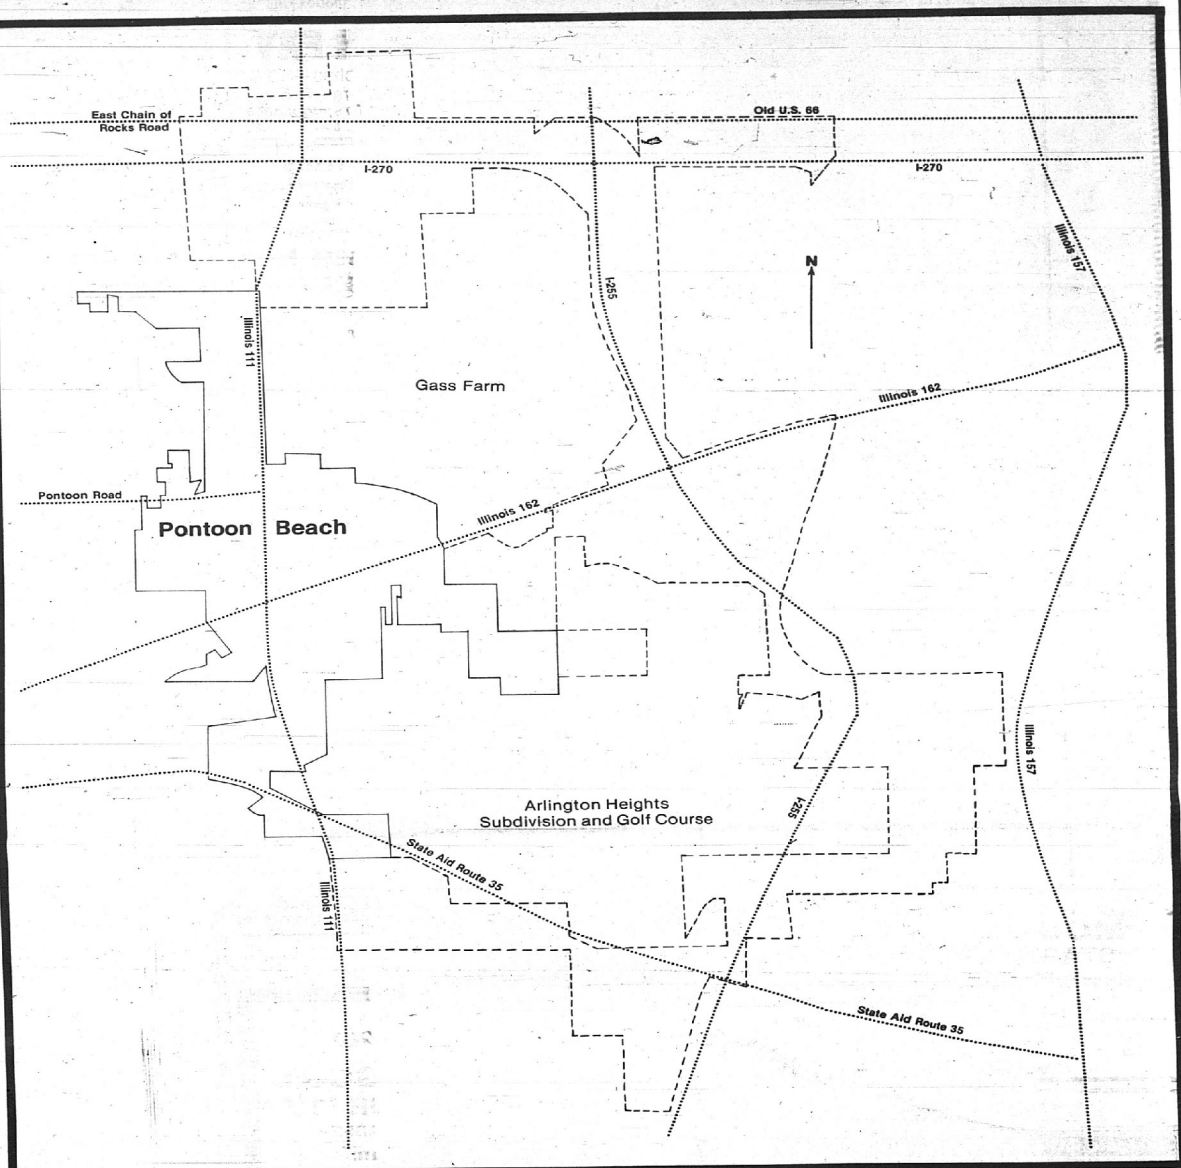 Old U.S. 66
East Chain of
Rocks Road
I-270
I-270
Illinois 157
N
I-255
Illinois 111
Gass Farm
Illinois 162
Pontoon Road
Illinois 162
Pontoon Beach
Illinois 157
Arlington Heights
Subdivision and Golf Course
I-255
State Aid Route 35
Illinois 111
State Aid Route 35